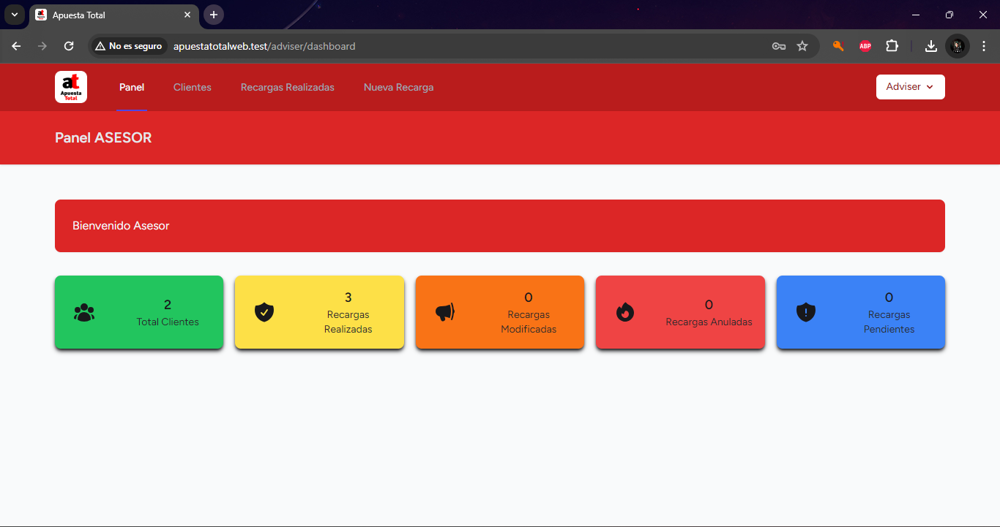 Apuesta Total
No es seguro
apuestatotalweb.test/adviser/dashboard
ABP
at
Apuesta
Total
Panel
Clientes
Recargas Realizadas
Nueva Recarga
Adviser
Panel ASESOR
Bienvenido Asesor
2
Total Clientes
3
Recargas
Realizadas
0
Recargas
Modificadas
0
Recargas Anuladas
0
Recargas
Pendientes